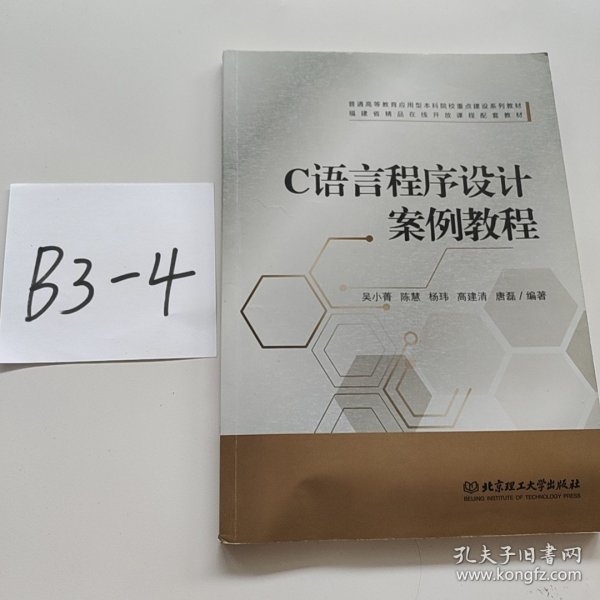 B3-4
普通高等教育应用型本科院校重点建设系列教材
福建省精品在线开放课程配套教材
C语言程序设计
案例教程
吴小菁 陈慧 杨玮 高建清 唐磊/编著
北京理工大学出版社
BEIJING INSTITUTE OF TECHNOLOGY PRESS
孔夫子旧书网
www.kongfz.com